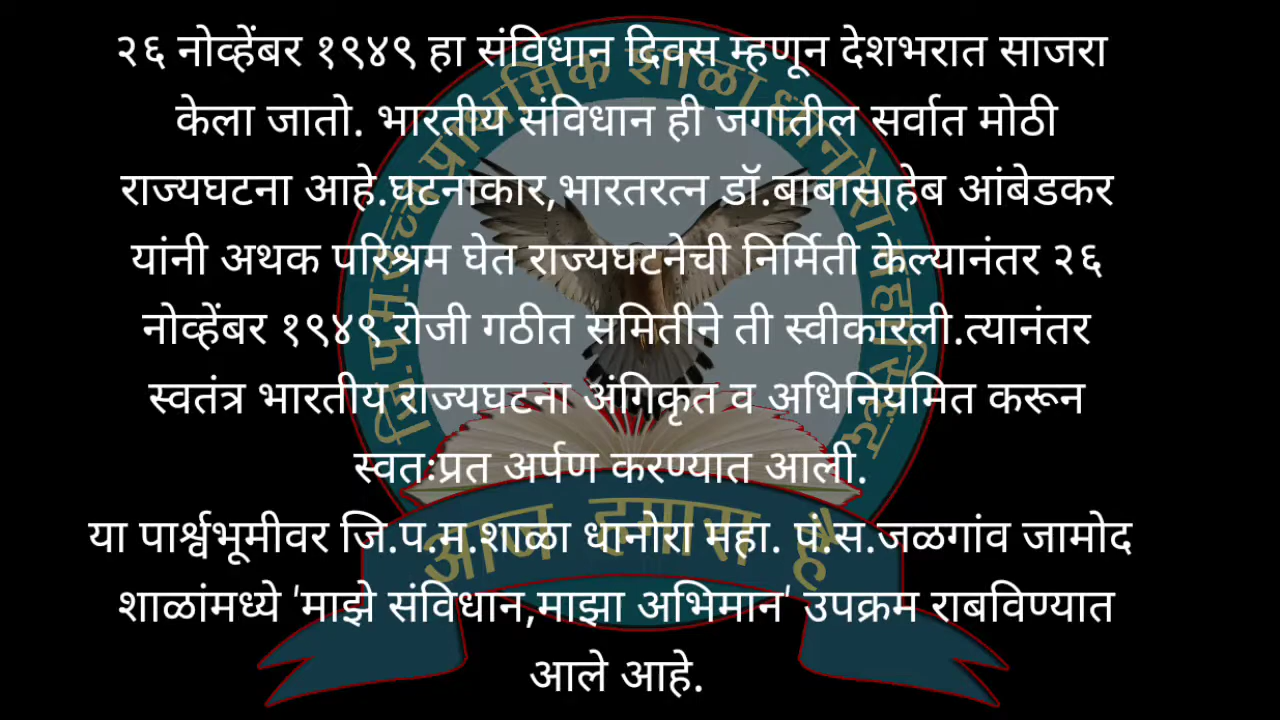 २६ नोव्हेंबर १९४९ हा संविधान दिवस म्हणून देशभरात साजरा
केला जातो. भारतीय संविधान ही जगातील सर्वात मोठी
राज्यघटना आहे.घटनाकार,भारतरत्न डॉ.बाबासाहेब आंबेडकर
यांनी अथक परिश्रम घेत राज्यघटनेची निर्मिती केल्यानंतर २६
नोव्हेंबर १९४९ रोजी गठीत समितीने ती स्वीकारली.त्यानंतर
स्वतंत्र भारतीय राज्यघटना अंगिकृत व अधिनियमित करून
स्वतःप्रत अर्पण करण्यात आली.
या पार्श्वभूमीवर जि.प.म.शाळा धानोरा महा. पं.स.जळगांव जामोद
शाळांमध्ये 'माझे संविधान,माझा अभिमान' उपक्रम राबविण्यात
आले आहे.
आज हमारा है